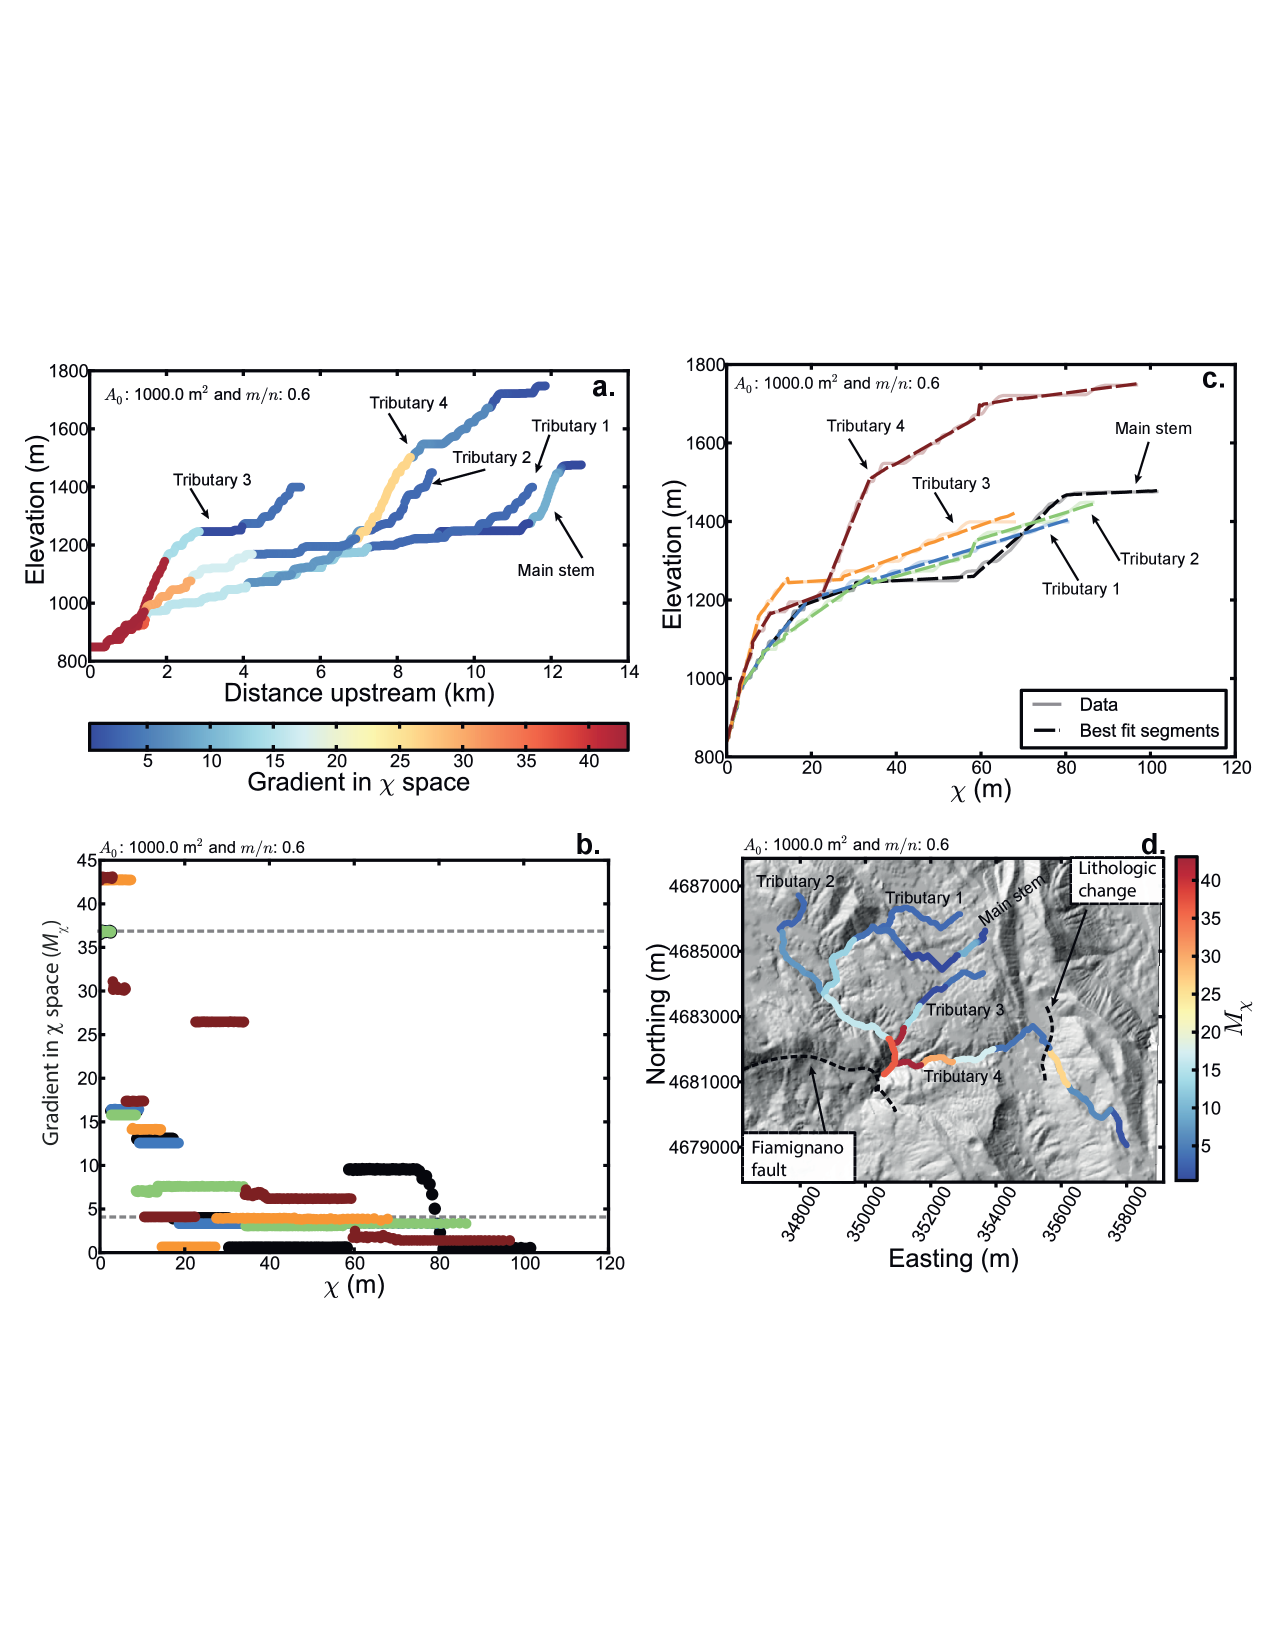 A₀: 1000.0 m² and m/n: 0.6
a.
Elevation (m)
1800
1600
1400
1200
1000
800
Tributary 4
Tributary 1
Tributary 2
Tributary 3
Main stem
0 2 4 6 8 10 12 14
Distance upstream (km)
5 10 15 20 25 30 35 40
Gradient in χ space
c.
A₀: 1000.0 m² and m/n: 0.6
Elevation (m)
1800
1600
1400
1200
1000
800
Tributary 4
Main stem
Tributary 3
Tributary 2
Tributary 1
Data
Best fit segments
0 20 40 60 80 100 120
χ (m)
A₀: 1000.0 m² and m/n: 0.6
b.
Gradient in χ space (Mχ)
45
40
35
30
25
20
15
10
5
0
0 20 40 60 80 100 120
χ (m)
A₀: 1000.0 m² and m/n: 0.6
d.
Northing (m)
4687000
4685000
4683000
4681000
4679000
Tributary 2
Tributary 1
Main stem
Lithologic
change
Tributary 3
Tributary 4
Fiamignano
fault
348000 350000 352000 354000 356000 358000
Easting (m)
40
35
30
25
20
15
10
5
Mχ